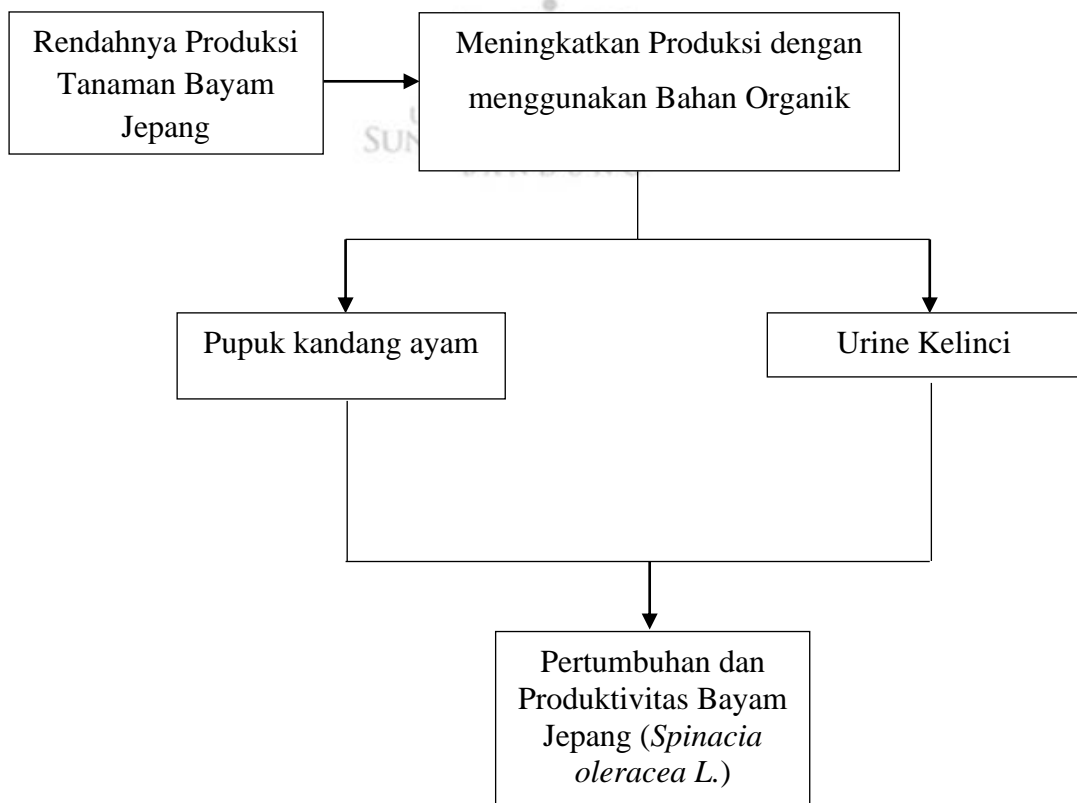 Rendahnya Produksi
Tanaman Bayam
Jepang
Meningkatkan Produksi dengan
menggunakan Bahan Organik
Pupuk kandang ayam
Urine Kelinci
Pertumbuhan dan
Produktivitas Bayam
Jepang (Spinacia
oleracea L.)